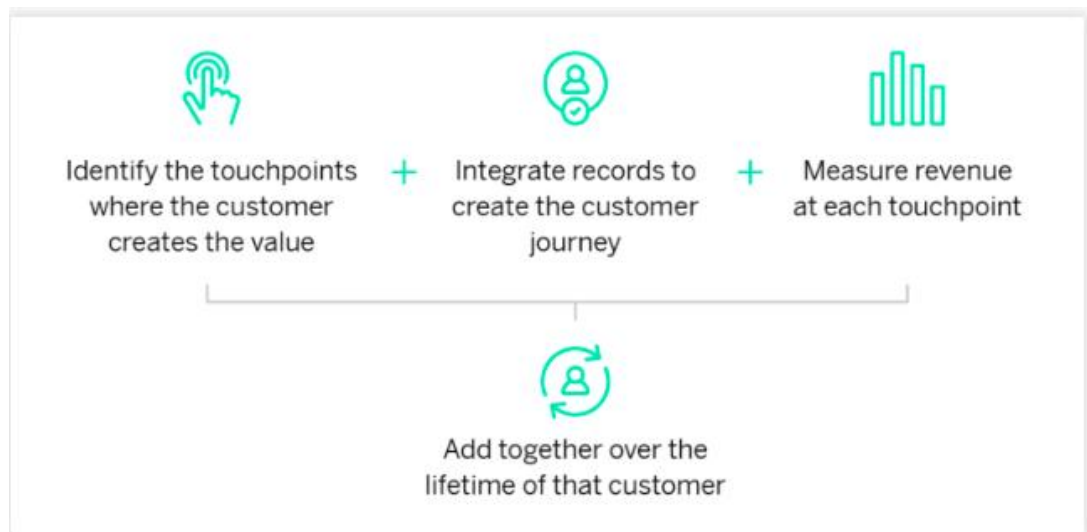 Identify the touchpoints
where the customer
creates the value
+
Integrate records to
create the customer
journey
+
Measure revenue
at each touchpoint
Add together over the
lifetime of that customer